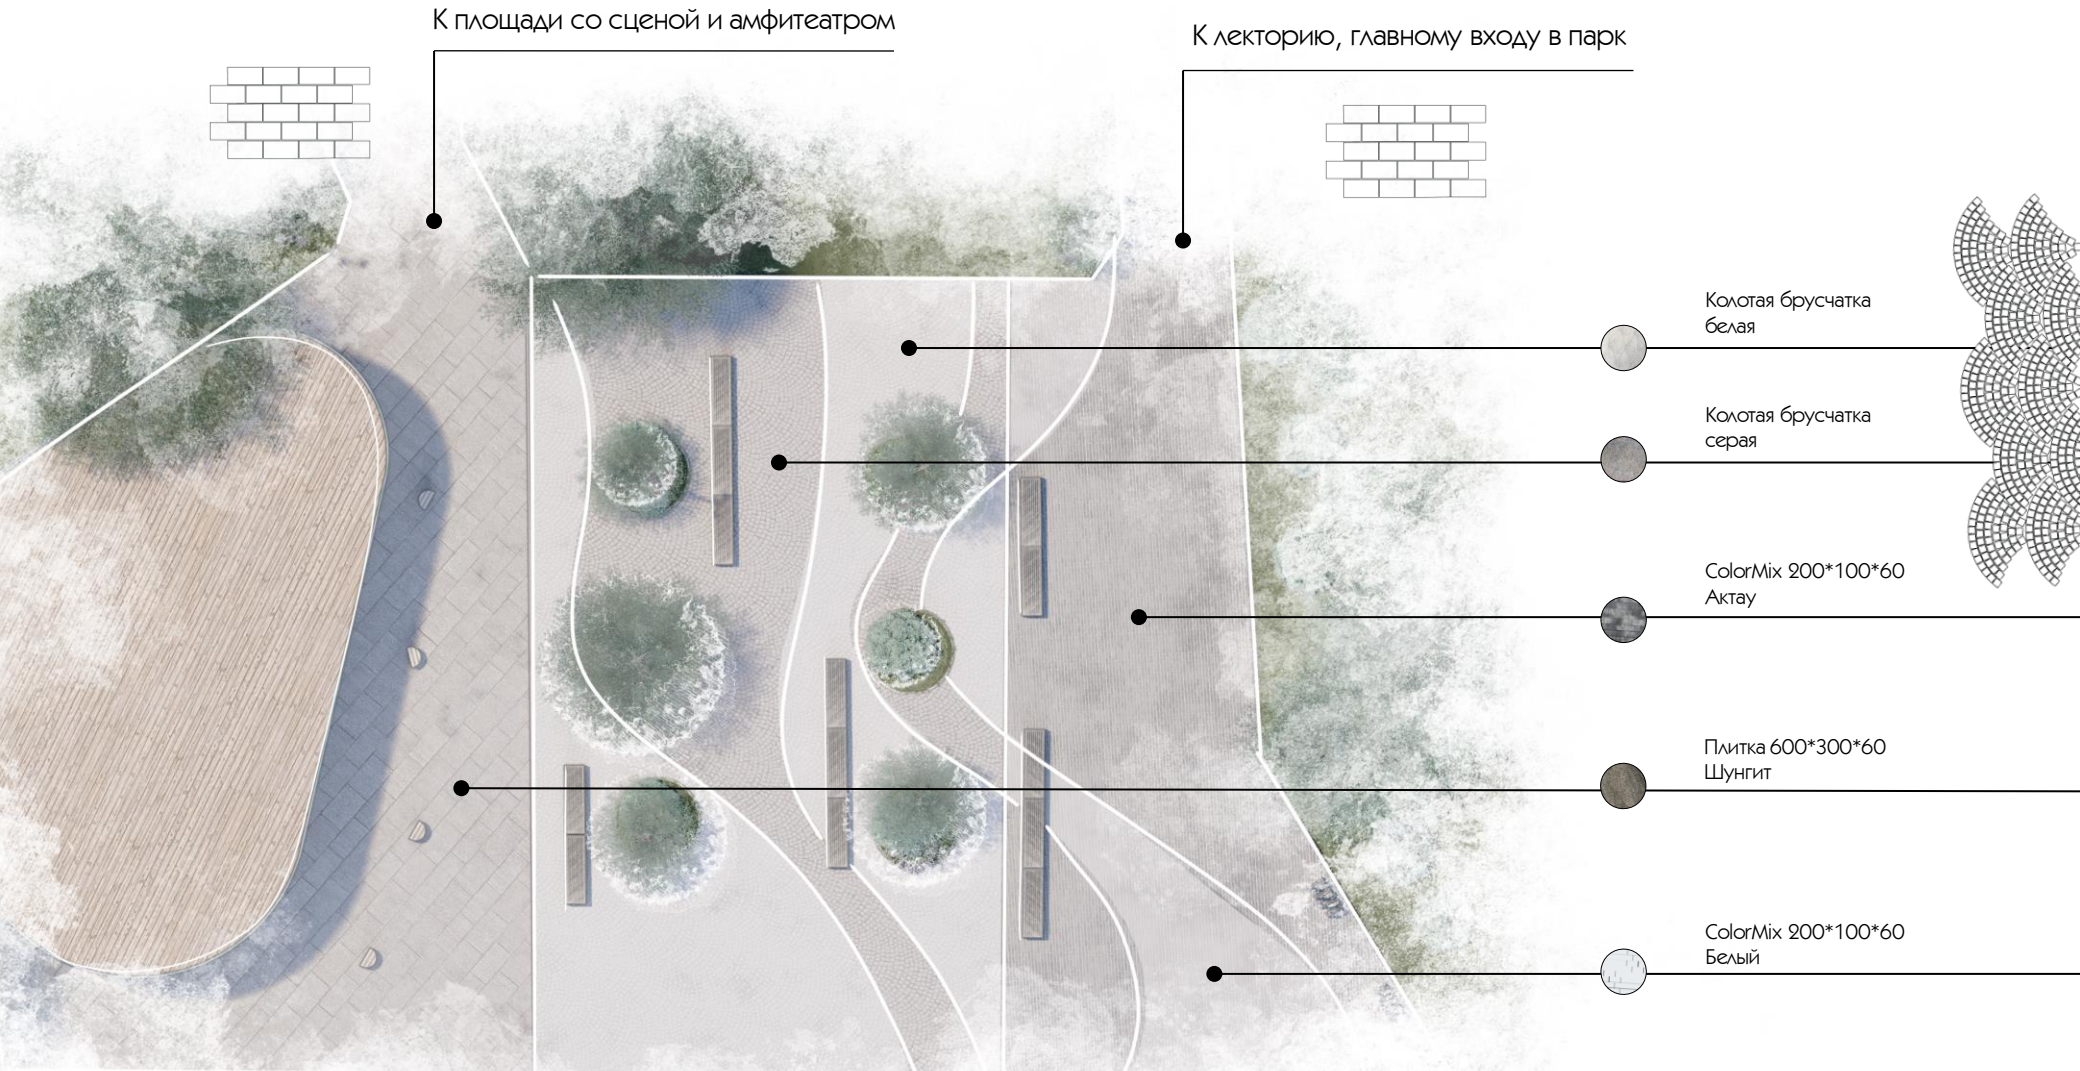 К площади со сценой и амфитеатром
К лекторию, главному входу в парк
Колотая брусчатка
белая
Колотая брусчатка
серая
ColorMix 200*100*60
Актау
Плитка 600*300*60
Шунгит
ColorMix 200*100*60
Белый